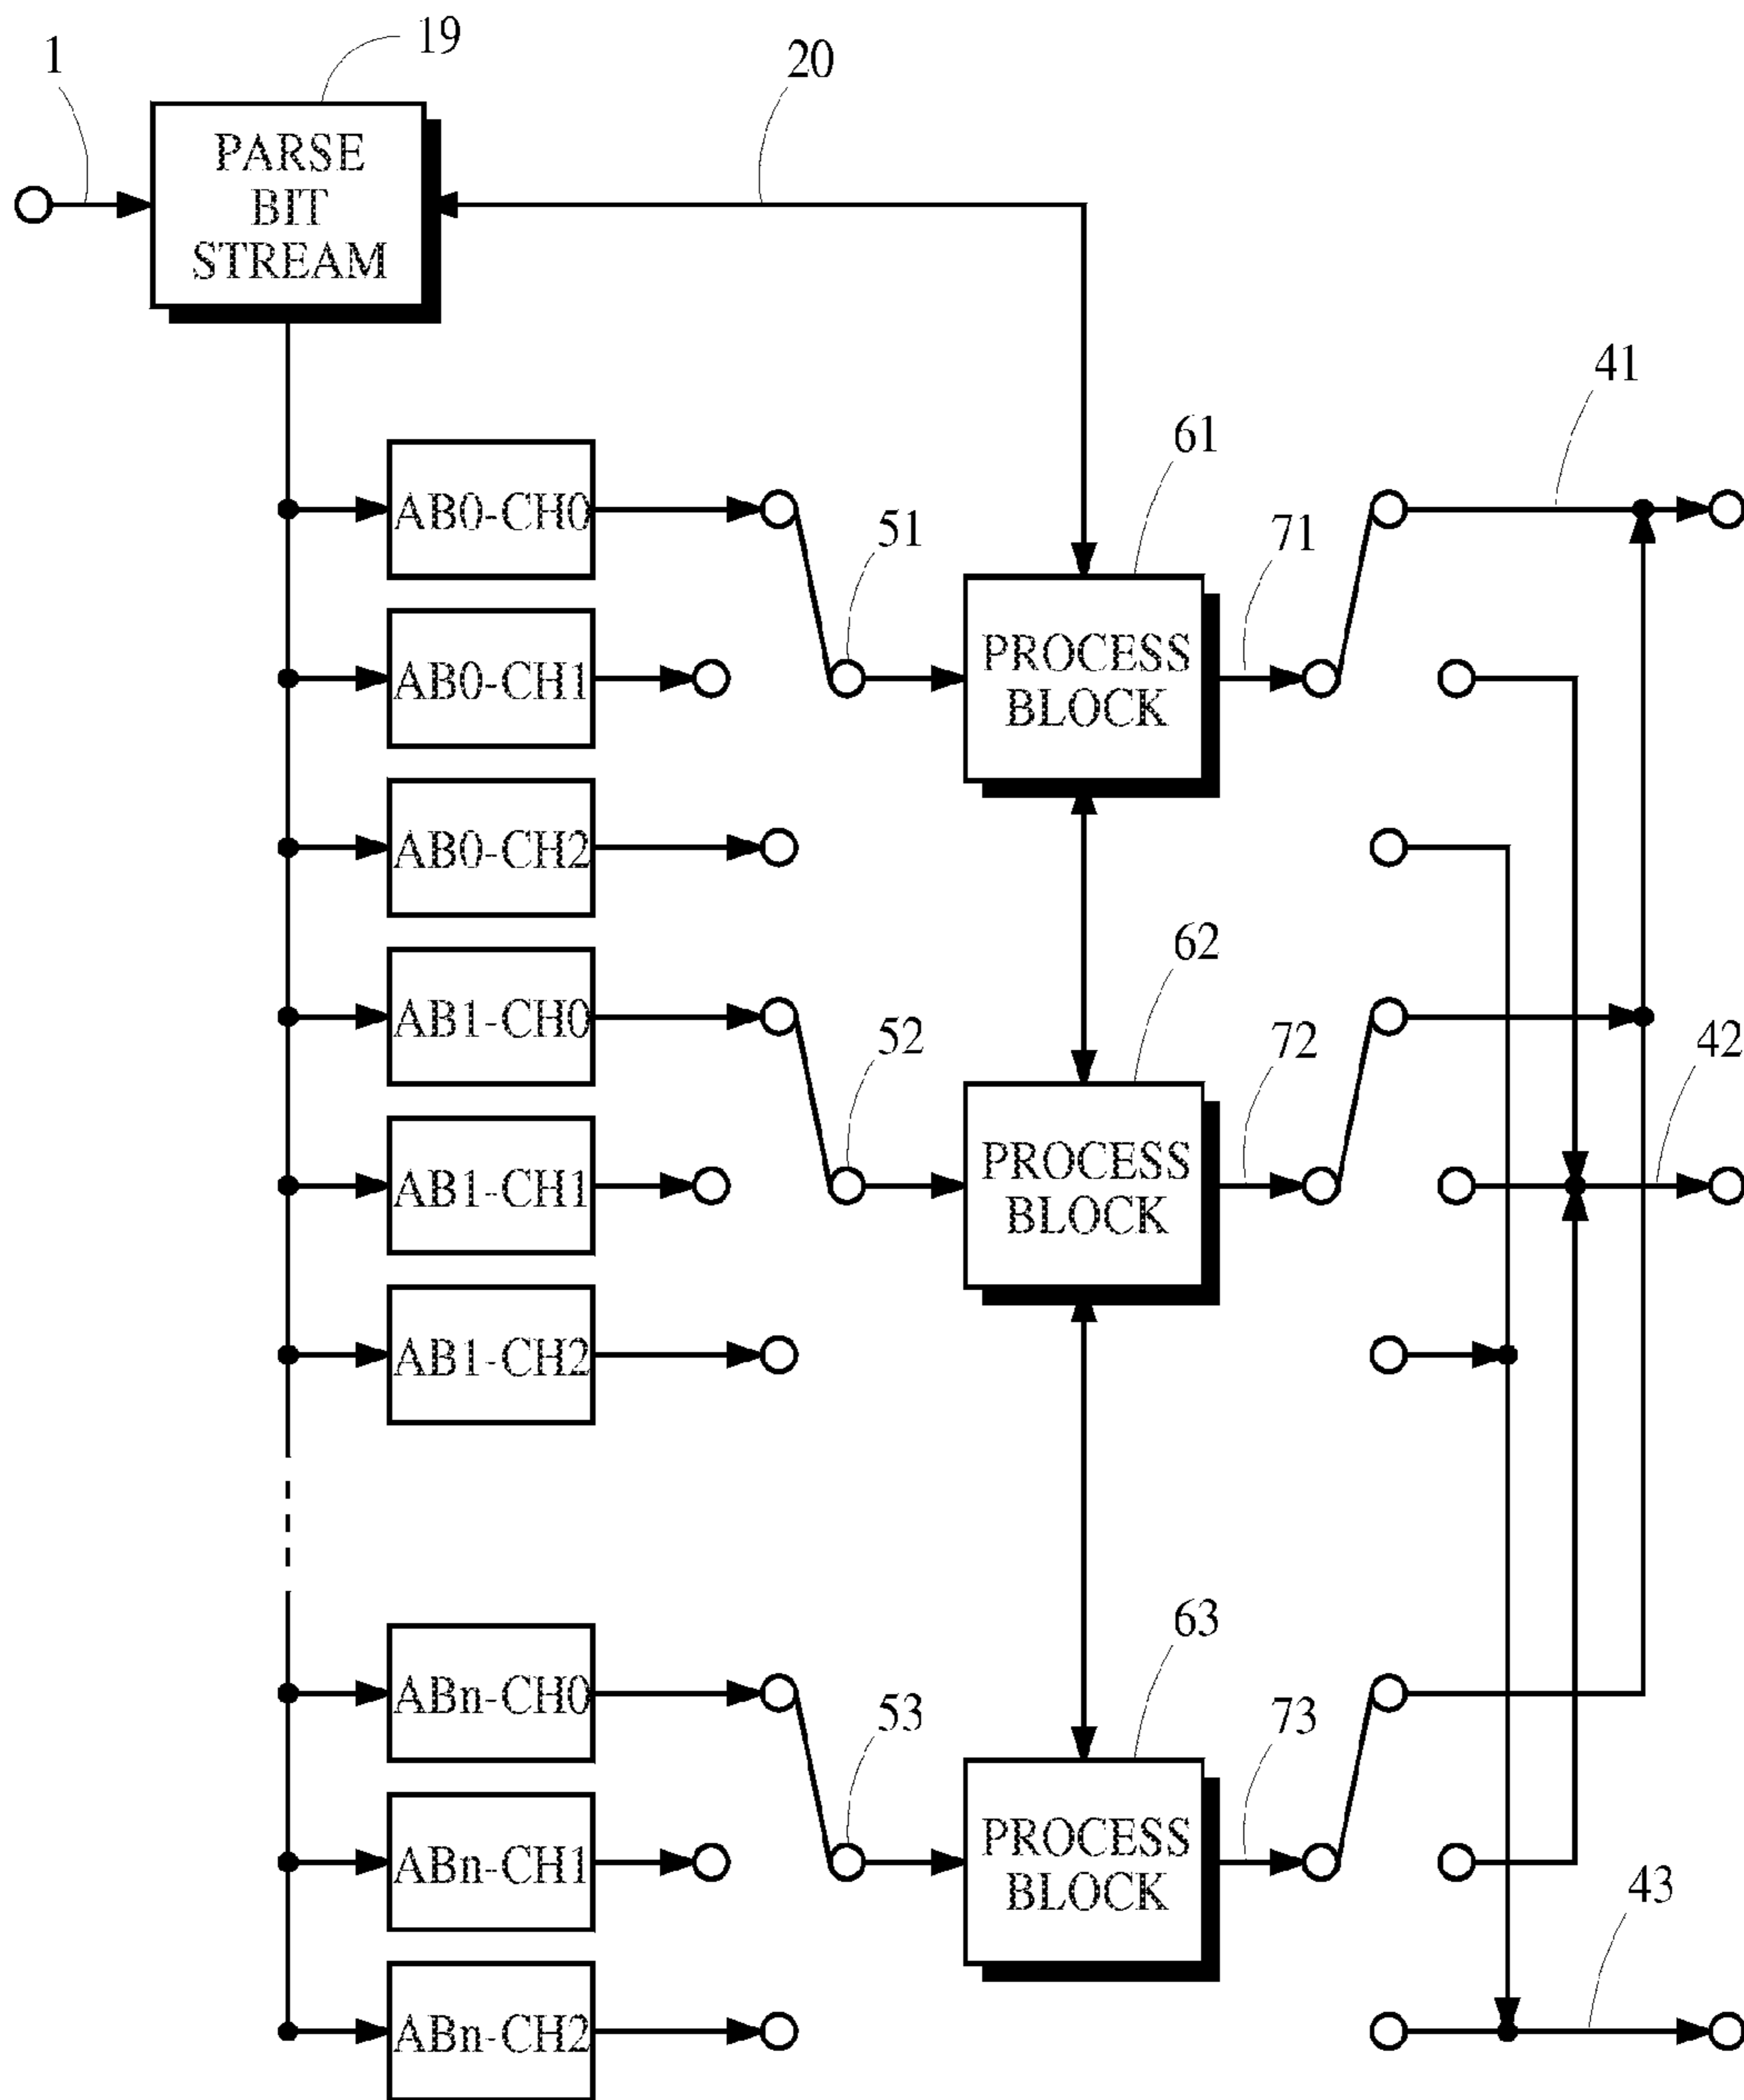 19
1
20
PARSE
BIT
STREAM
41
61
AB0-CH0
51
71
PROCESS
BLOCK
AB0-CH1
AB0-CH2
62
AB1-CH0
52
72
42
PROCESS
BLOCK
AB1-CH1
AB1-CH2
63
ABn-CH0
53
73
PROCESS
BLOCK
ABn-CH1
43
ABn-CH2